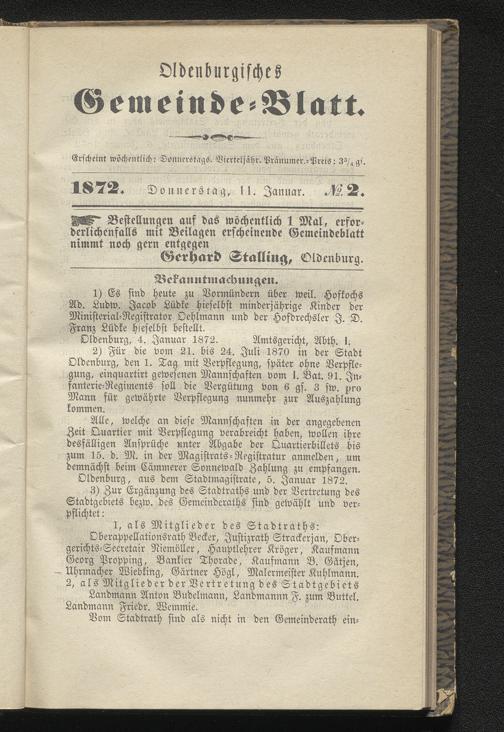 Oldenburgisches
Gemeinde-Blatt.
Erscheint wöchentlich: Donnerstags. Vierteljähr. Pränumer.-Preis: 3¾ gr.
1872. Donnerstag, 11. Januar. № 2.
Bestellungen auf das wöchentlich 1 Mal, erfor-
derlichenfalls mit Beilagen erscheinende Gemeindeblatt
nimmt noch gern entgegen
Gerhard Stalling, Oldenburg.
Bekanntmachungen.
1) Es sind heute zu Vormündern über weil. Hofkochs
Ad. Ludw. Jacob Lüdke hieselbst minderjährige Kinder der
Ministerial-Registrator Oehlmann und der Hofdrechsler J. D.
Franz Lüdke hieselbst bestellt.
Oldenburg, 4. Januar 1872. Amtsgericht, Abth. I.
2) Für die vom 21. bis 24. Juli 1870 in der Stadt
Oldenburg, den 1. Tag mit Verpflegung, später ohne Verpfle-
gung, einquartirt gewesenen Mannschaften vom I. Bat. 91. In-
fanterie-Regiments soll die Vergütung von 6 gs. 3 sw. pro
Mann für gewährte Verpflegung nunmehr zur Auszahlung
kommen.
Alle, welche an diese Mannschaften in der angegebenen
Zeit Quartier mit Verpflegung verabreicht haben, wollen ihre
desfälligen Ansprüche unter Abgabe der Quartierbillets bis
zum 15. d. M. in der Magistrats-Registratur anmelden, um
demnächst beim Cämmerer Sonnewald Zahlung zu empfangen.
Oldenburg, aus dem Stadtmagistrate, 5. Januar 1872.
3) Zur Ergänzung des Stadtraths und der Vertretung des
Stadtgebiets bezw. des Gemeinderaths sind gewählt und ver-
pflichtet:
1, als Mitglieder des Stadtraths:
Oberappellationsrath Becker, Justizrath Strackerjan, Ober-
gerichts-Secretair Niemöller, Hauptlehrer Kröger, Kaufmann
Georg Propping, Bankier Thorade, Kaufmann B. Gätjen,
Uhrmacher Wiebking, Gärtner Högl, Malermeister Kuhlmann.
2, als Mitglieder der Vertretung des Stadtgebiets
Landmann Anton Budelmann, Landmann F. zum Buttel.
Landmann Friedr. Wemmie.
Vom Stadtrath sind als nicht in den Gemeinderath ein-